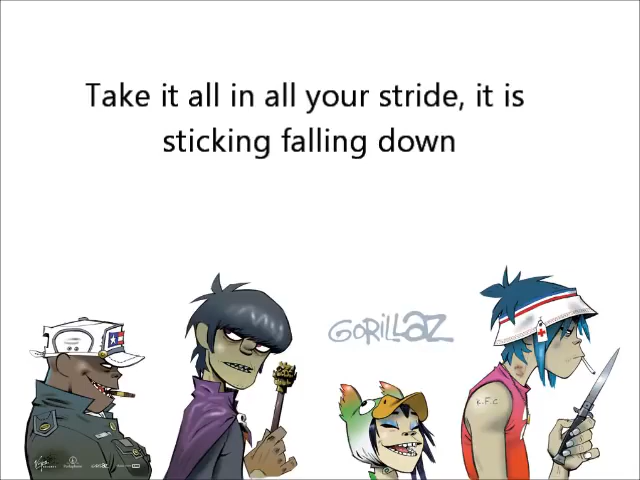 Take it all in all your stride, it is
sticking falling down
GORILLAZ
K.F.C